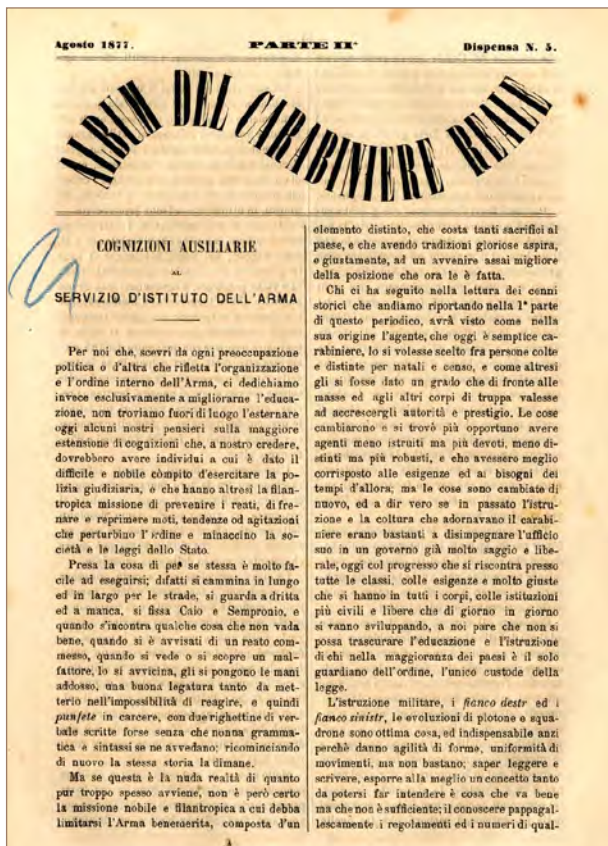 Agosto 1877.
PARTE IIª
Dispensa N. 5.
ALBUM DEL CARABINIERE REALE
COGNIZIONI AUSILIARIE
AL
SERVIZIO D'ISTITUTO DELL'ARMA
Per noi che, scevri da ogni preoccupazione
politica o d'altra che rifletta l'organizzazione
e l'ordine interno dell'Arma, ci dedichiamo
invece esclusivamente a migliorarne l'educa-
zione, non troviamo fuori di luogo l'esternare
oggi alcuni nostri pensieri sulla maggiore
estensione di cognizioni che, a nostro credere,
dovrebbero avere individui a cui è dato il
difficile e nobile còmpito d'esercitare la po-
lizia giudiziaria, e che hanno altresì la filan-
tropica missione di prevenire i reati, di fre-
nare e reprimere moti, tendenze od agitazioni
che perturbino l'ordine e minaccino la so-
cietà e le leggi dello Stato.
Presa la cosa di per se stessa è molto fa-
cile ad eseguirsi; difatti si cammina in lungo
ed in largo per le strade, si guarda a dritta
ed a manca, si fissa Caio e Sempronio, e
quando s'incontra qualche cosa che non vada
bene, quando si è avvisati di un reato com-
messo, quando si vede o si scopre un mal-
fattore, lo si avvicina, gli si pongono le mani
addosso, una buona legatura tanto da met-
terlo nell'impossibilità di reagire, e quindi
punfete in carcere, con due righettine di ver-
bale scritte forse senza che nonna gramma-
tica e sintassi se ne avvedano; ricominciando
di nuovo la stessa storia la dimane.
Ma se questa è la nuda realtà di quanto
pur troppo spesso avviene, non è però certo
la missione nobile e filantropica a cui debba
limitarsi l'Arma benemerita, composta d'un
elemento distinto, che costa tanti sacrifici al
paese, e che avendo tradizioni gloriose aspira,
e giustamente, ad un avvenire assai migliore
della posizione che ora le è fatta.
Chi ci ha seguito nella lettura dei cenni
storici che andiamo riportando nella 1ª parte
di questo periodico, avrà visto come nella
sua origine l'agente, che oggi è semplice ca-
rabiniere, lo si volesse scelto fra persone colte
e distinte per natali e censo, e come altresì
gli si fosse dato un grado che di fronte alle
masse ed agli altri corpi di truppa valesse
ad accrescergli autorità e prestigio. Le cose
cambiarono e si trovò più opportuno avere
agenti meno istruiti ma più devoti, meno di-
stinti ma più robusti, e che avessero meglio
corrisposto alle esigenze ed ai bisogni dei
tempi d'allora; ma le cose sono cambiate di
nuovo, ed a dir vero se in passato l'istru-
zione e la coltura che adornavano il carabi-
niere erano bastanti a disimpegnare l'ufficio
suo in un governo già molto saggio e libe-
rale, oggi col progresso che si riscontra presso
tutte le classi, colle esigenze e molto giuste
che si hanno in tutti i corpi, colle istituzioni
più civili e libere che di giorno in giorno
si vanno sviluppando, a noi pare che non si
possa trascurare l'educazione e l'istruzione
di chi nella maggioranza dei paesi è il solo
guardiano dell'ordine, l'unico custode della
legge.
L'istruzione militare, i fianco destr ed i
fianco sinistr, le evoluzioni di plotone e squa-
drone sono ottima cosa, ed indispensabile anzi
perchè danno agilità di forme, uniformità di
movimenti, ma non bastano; saper leggere e
scrivere, esporre alla meglio un concetto tanto
da potersi far intendere è cosa che va bene
ma che non è sufficiente; il conoscere pappagal-
lescamente i regolamenti ed i numeri di qual-